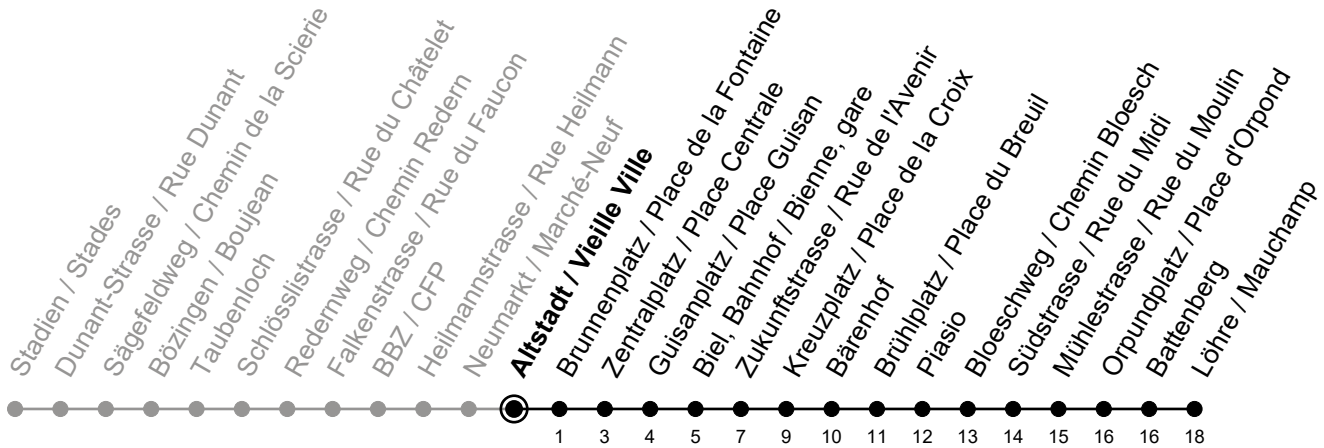 Stadien / Stades
Dunant-Strasse / Rue Dunant
Sägefeldweg / Chemin de la Scierie
Bözingen / Boujean
Taubenloch
Schlösslistrasse / Rue du Châtelet
Redernweg / Chemin Redern
Falkenstrasse / Rue du Faucon
BBZ / CFP
Heilmannstrasse / Rue Heilmann
Neumarkt / Marché-Neuf
Altstadt / Vieille Ville
Brunnenplatz / Place de la Fontaine
Zentralplatz / Place Centrale
Guisanplatz / Place Guisan
Biel, Bahnhof / Bienne, gare
Zukunftstrasse / Rue de l'Avenir
Kreuzplatz / Place de la Croix
Bärenhof
Brühlplatz / Place du Breuil
Piasio
Bloeschweg / Chemin Bloesch
Südstrasse / Rue du Midi
Mühlestrasse / Rue du Moulin
Orpundplatz / Place d'Orpond
Battenberg
Löhre / Mauchamp
1 3 4 5 7 9 10 11 12 13 14 15 16 16 18